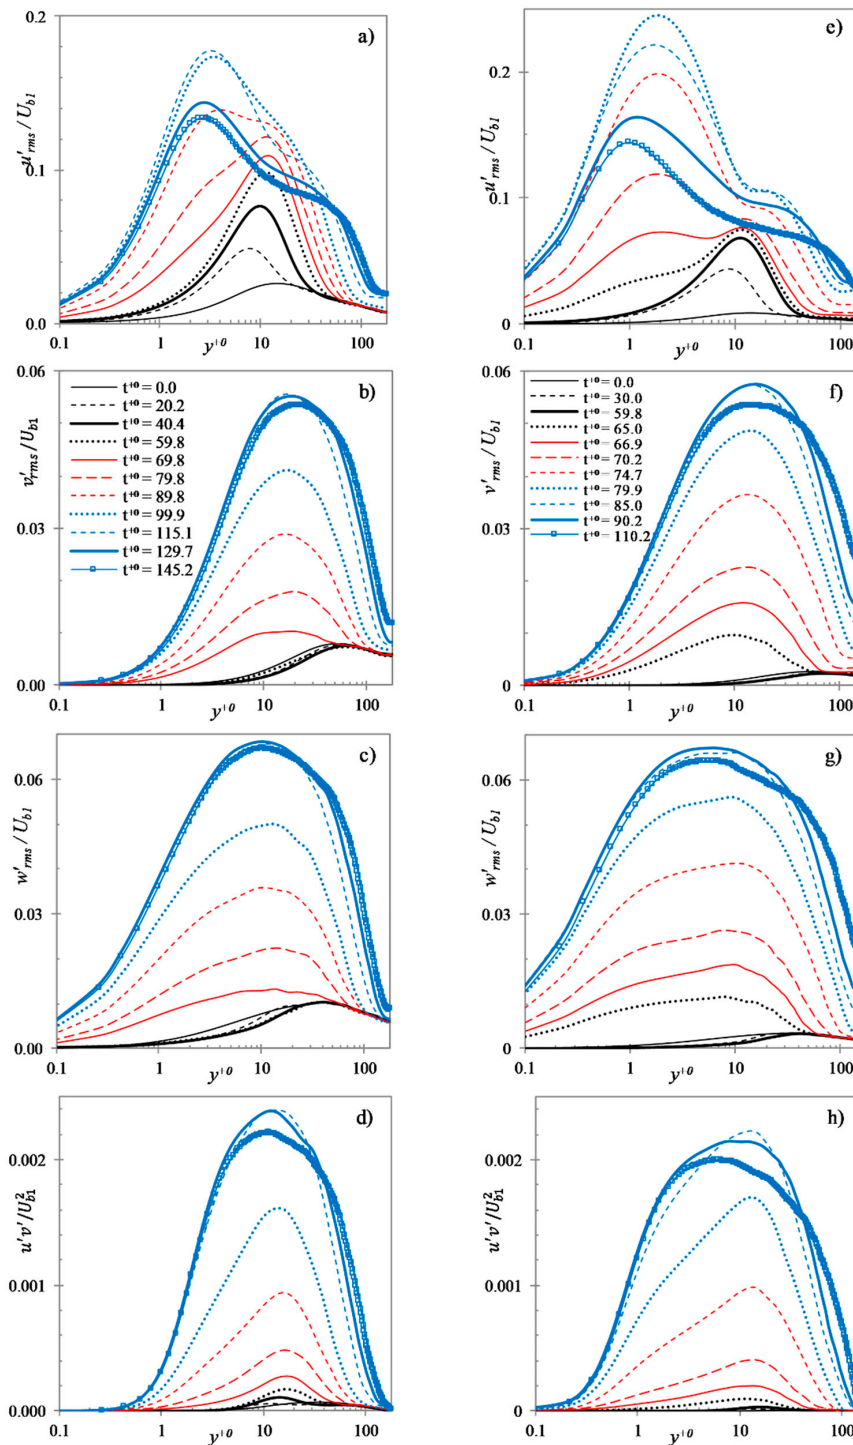 a)
0.2
0.1
0.0
u'rms / Ub1
0.1 1 10 100
y+0
e)
0.2
0.1
0
u'rms / Ub1
0.1 1 10 100
y+0
b)
0.06
0.03
0.00
v'rms / Ub1
t+0 = 0.0
t+0 = 20.2
t+0 = 40.4
t+0 = 59.8
t+0 = 69.8
t+0 = 79.8
t+0 = 89.8
t+0 = 99.9
t+0 = 115.1
t+0 = 129.7
t+0 = 145.2
0.1 1 10 100
y+0
f)
0.06
0.03
0
v'rms / Ub1
t+0 = 0.0
t+0 = 30.0
t+0 = 59.8
t+0 = 65.0
t+0 = 66.9
t+0 = 70.2
t+0 = 74.7
t+0 = 79.9
t+0 = 85.0
t+0 = 90.2
t+0 = 110.2
0.1 1 10 100
y+0
c)
0.06
0.03
0.00
w'rms / Ub1
0.1 1 10 100
y+0
g)
0.06
0.03
0
w'rms / Ub1
0.1 1 10 100
y+0
d)
0.002
0.001
0.000
u'v'/U²b1
0.1 1 10 100
y+0
h)
0.002
0.001
0
u'v'/U²b1
0.1 1 10 100
y+0